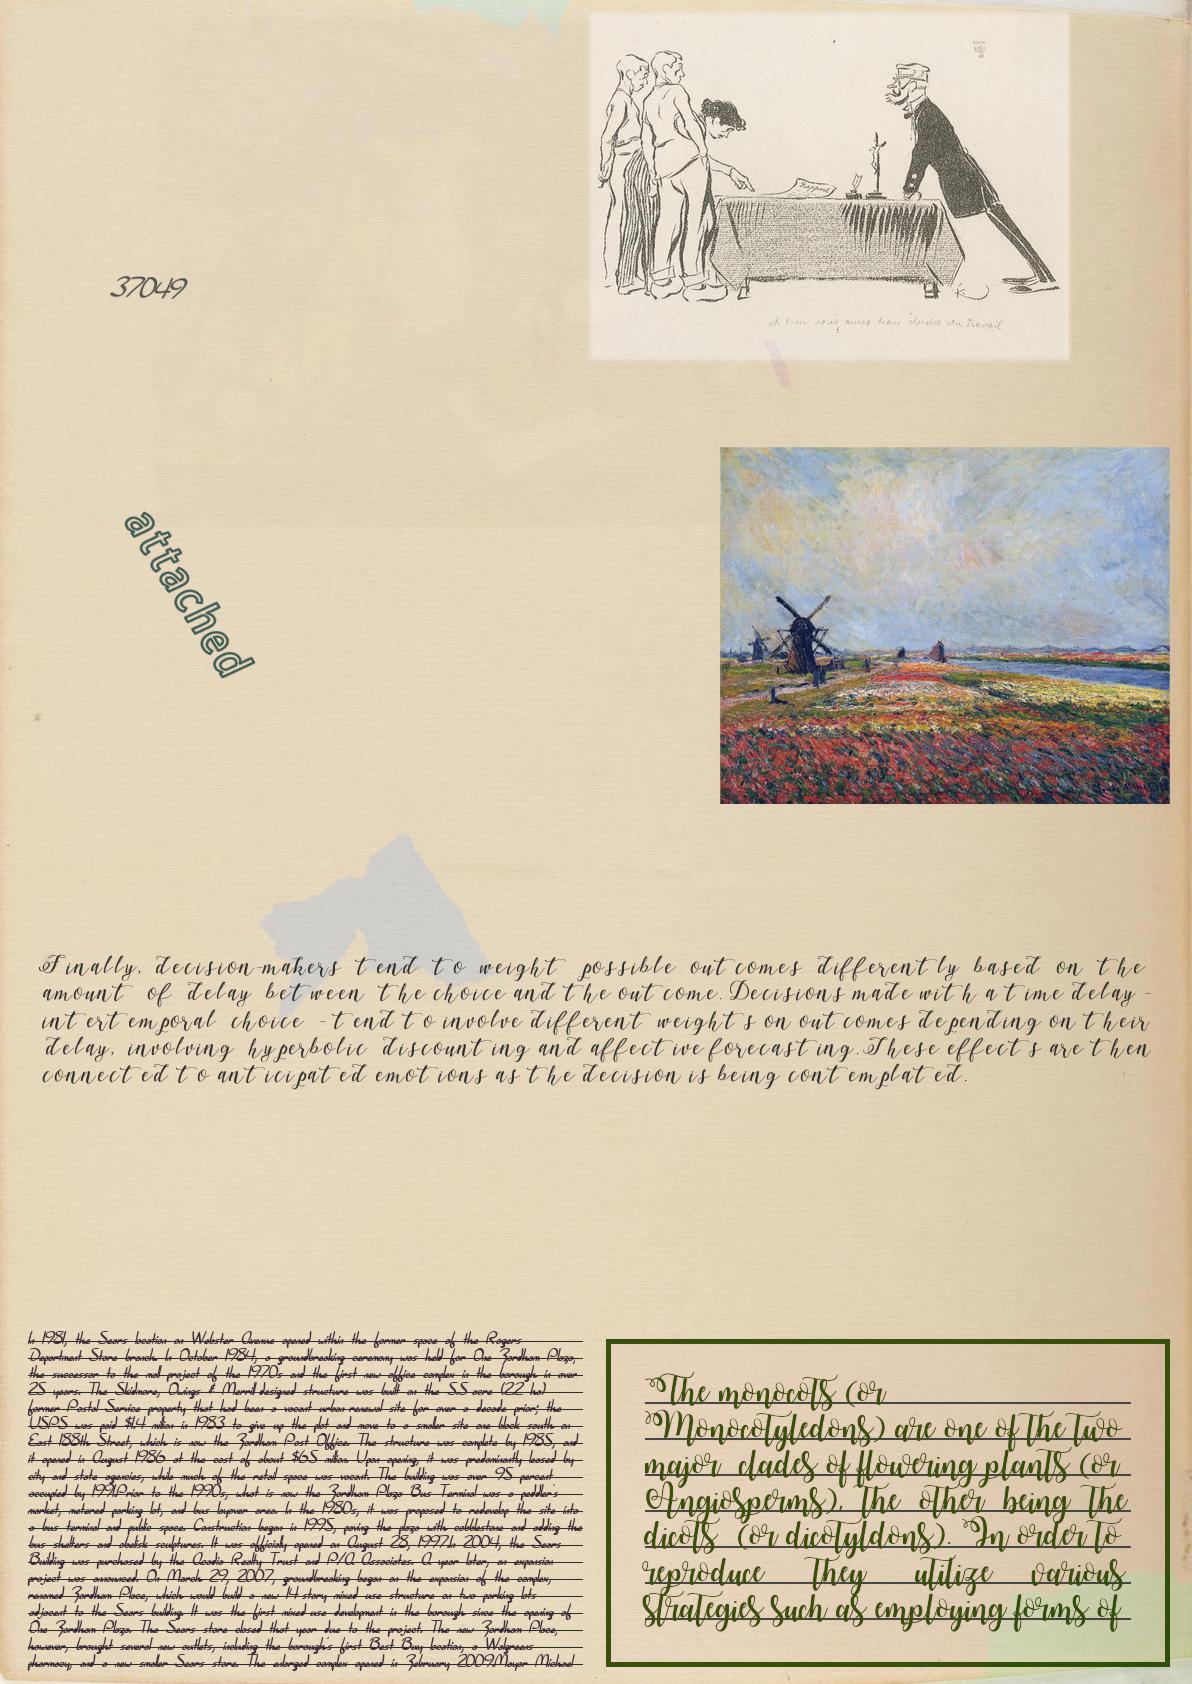 Rapport
et bien vous aurez beau chercher du travail
37049
attached
Finally, decision-makers tend to weight possible outcomes differently based on the
amount of delay between the choice and the outcome. Decisions made with a time delay -
intertemporal choice - tend to involve different weights on outcomes depending on their
delay, involving hyperbolic discounting and affective forecasting. These effects are then
connected to anticipated emotions as the decision is being contemplated.
In 1981, the Sears location on Webster Avenue opened within the former space of the Rogers
Department Store branch. In October 1984, a groundbreaking ceremony was held for One Fordham Plaza,
the successor to the mall project of the 1970s and the first new office complex in the borough in over
25 years. The Skidmore, Owings & Merrill designed structure was built on the 5.5 acre (2.2 ha)
former Postal Service property that had been a vacant urban renewal site for over a decade prior; the
USPS was paid $14 million in 1983 to give up the plot and move to a smaller site one block south on
East 188th Street, which is now the Fordham Post Office. The structure was complete by 1985, and
it opened in August 1986 at the cost of about $65 million. Upon opening, it was predominantly leased by
city and state agencies, while much of the retail space was vacant. The building was over 95 percent
occupied by 1991.Prior to the 1990s, what is now the Fordham Plaza Bus Terminal was a peddler's
market, metered parking lot, and bus layover area. In the 1980s, it was proposed to redevelop the site into
a bus terminal and public space. Construction began in 1995, paving the plaza with cobblestone and adding the
bus shelters and obelisk sculptures. It was officially opened on August 28, 1997.In 2004, the Sears
Building was purchased by the Acadia Realty Trust and P/A Associates. A year later, an expansion
project was announced. On March 29, 2007, groundbreaking began on the expansion of the complex,
renamed Fordham Place, which would build a new 14 story mixed use structure on two parking lots
adjacent to the Sears building. It was the first mixed use development in the borough since the opening of
One Fordham Plaza. The Sears store closed that year due to the project. The new Fordham Place,
however, brought several new outlets, including the borough's first Best Buy location, a Walgreens
pharmacy, and a new smaller Sears store. The enlarged complex opened in February 2009.Mayor Michael
The monocots (or
Monocotyledons) are one of the two
major clades of flowering plants (or
Angiosperms), the other being the
dicots (or dicotyldons). In order to
reproduce they utilize various
strategies such as employing forms of